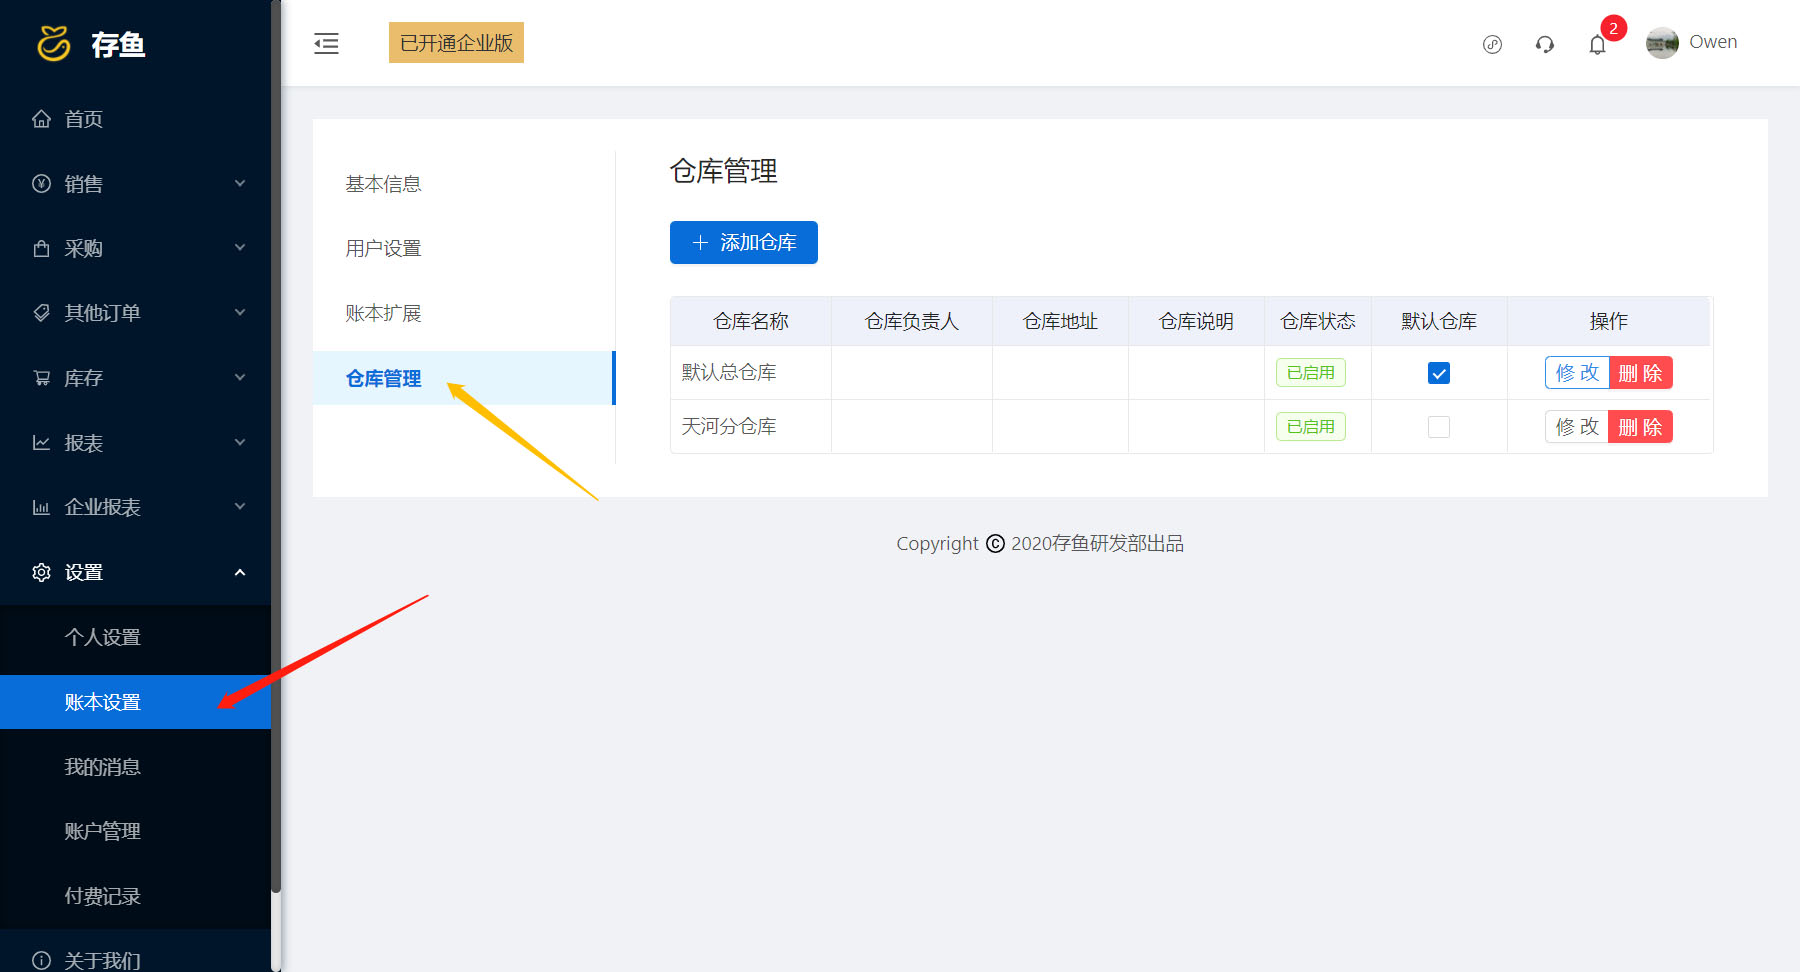 存鱼
首页
销售
采购
其他订单
库存
报表
企业报表
设置
个人设置
账本设置
我的消息
账户管理
付费记录
关于我们
已开通企业版
2
Owen
基本信息
用户设置
账本扩展
仓库管理
仓库管理
添加仓库
仓库名称 仓库负责人 仓库地址 仓库说明 仓库状态 默认仓库 操作
默认总仓库 已启用 修 改 删 除
天河分仓库 已启用 修 改 删 除
Copyright © 2020存鱼研发部出品